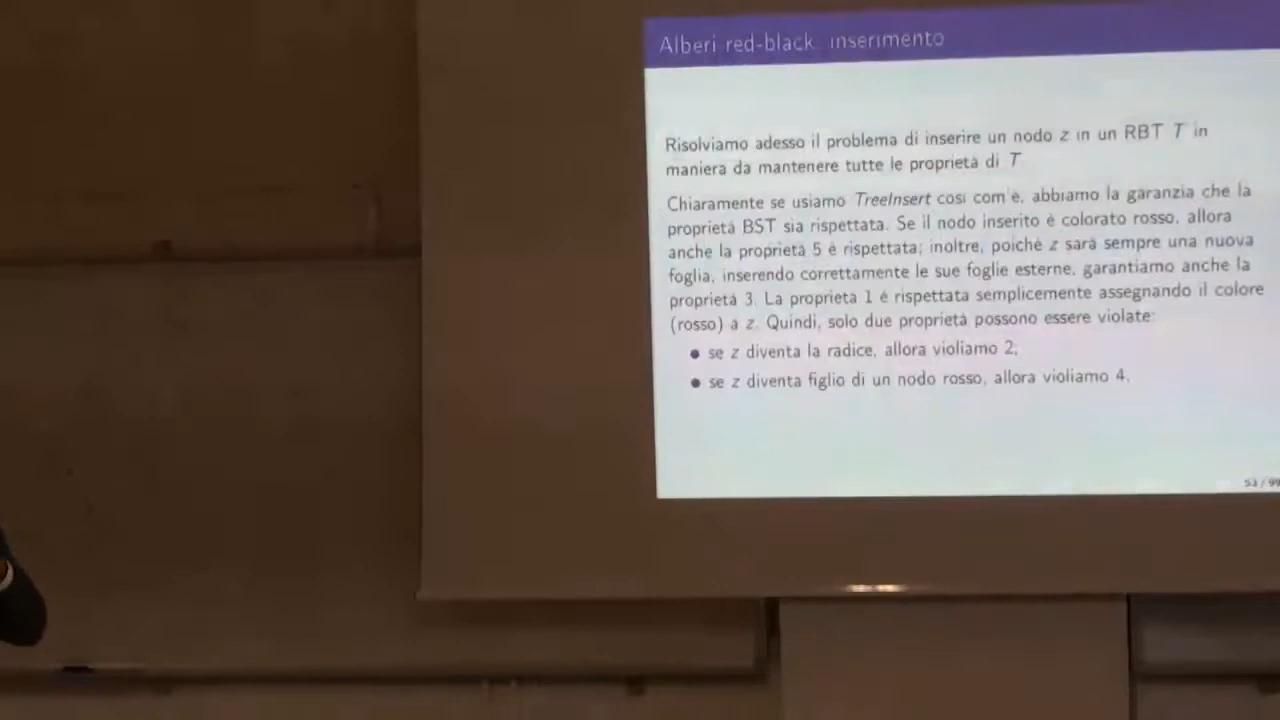 Alberi red-black: inserimento
Risolviamo adesso il problema di inserire un nodo z in un RBT T in
maniera da mantenere tutte le proprietà di T
Chiaramente se usiamo TreeInsert così com'è, abbiamo la garanzia che la
proprietà BST sia rispettata. Se il nodo inserito è colorato rosso, allora
anche la proprietà 5 è rispettata; inoltre, poichè z sarà sempre una nuova
foglia, inserendo correttamente le sue foglie esterne, garantiamo anche la
proprietà 3. La proprietà 1 è rispettata semplicemente assegnando il colore
(rosso) a z. Quindi, solo due proprietà possono essere violate:
• se z diventa la radice, allora violiamo 2;
• se z diventa figlio di un nodo rosso, allora violiamo 4.
53 / 99